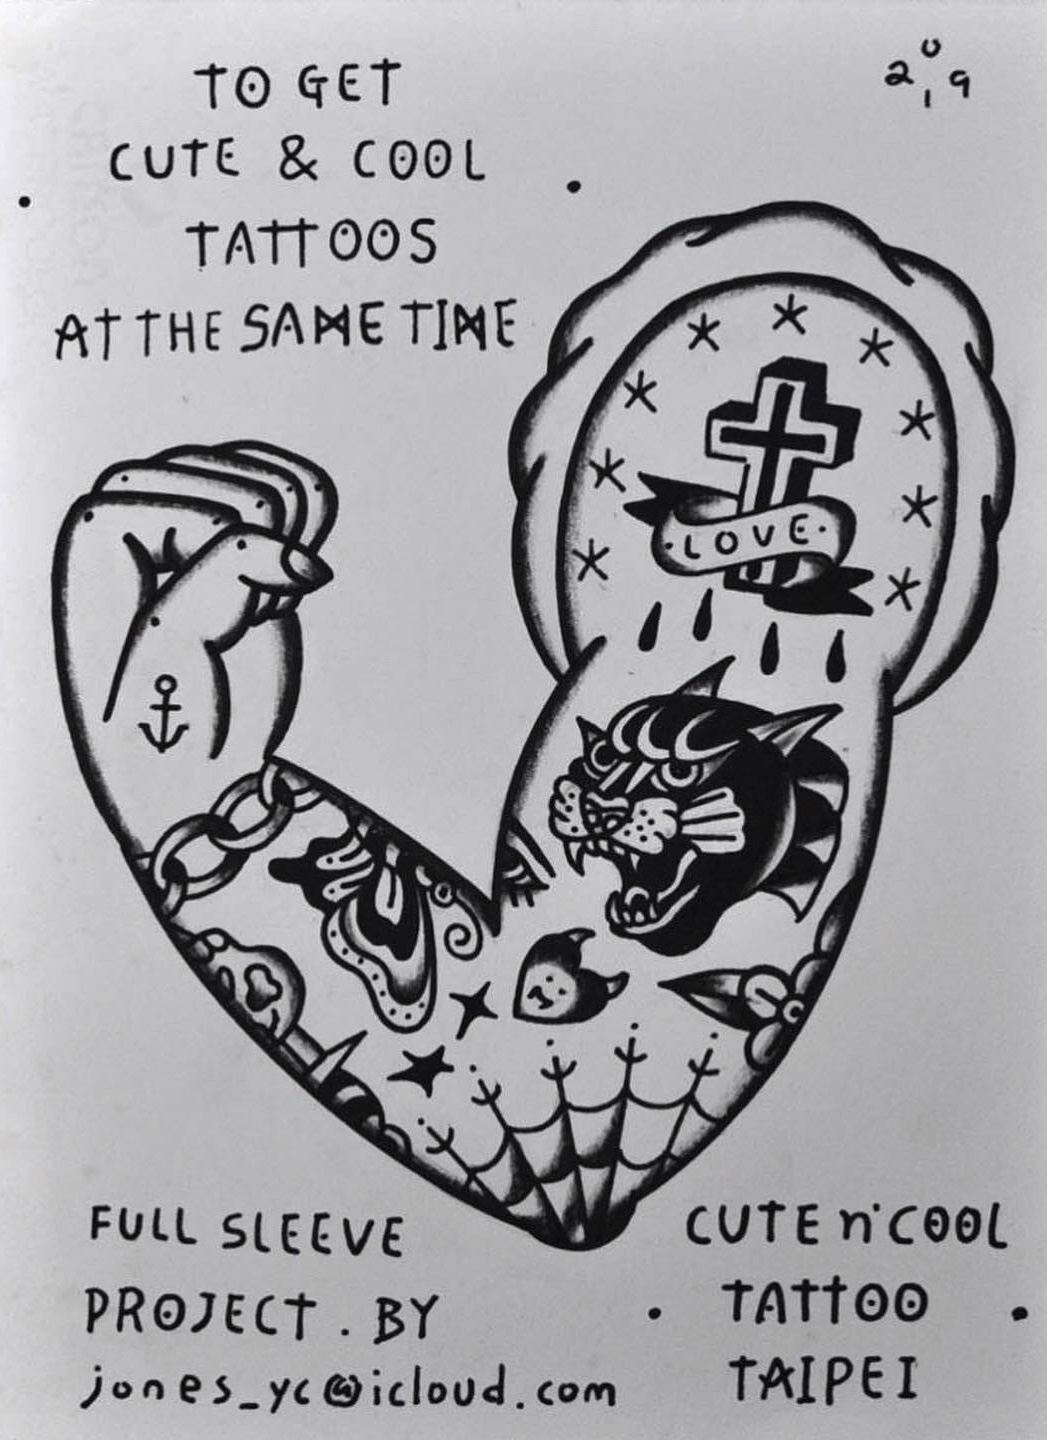 TO GET
CUTE & COOL
TATTOOS
AT THE SAME TIME
2019
·LOVE·
FULL SLEEVE
PROJECT . BY
jones_yc@icloud.com
CUTE n' COOL
TATTOO
TAIPEI